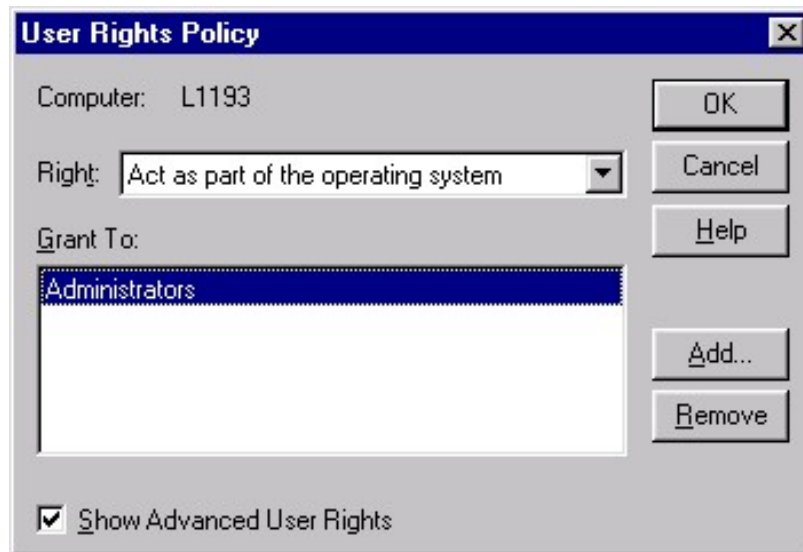 User Rights Policy
Computer: L1193
OK
Right: Act as part of the operating system
Cancel
Help
Grant To:
Administrators
Add...
Remove
Show Advanced User Rights